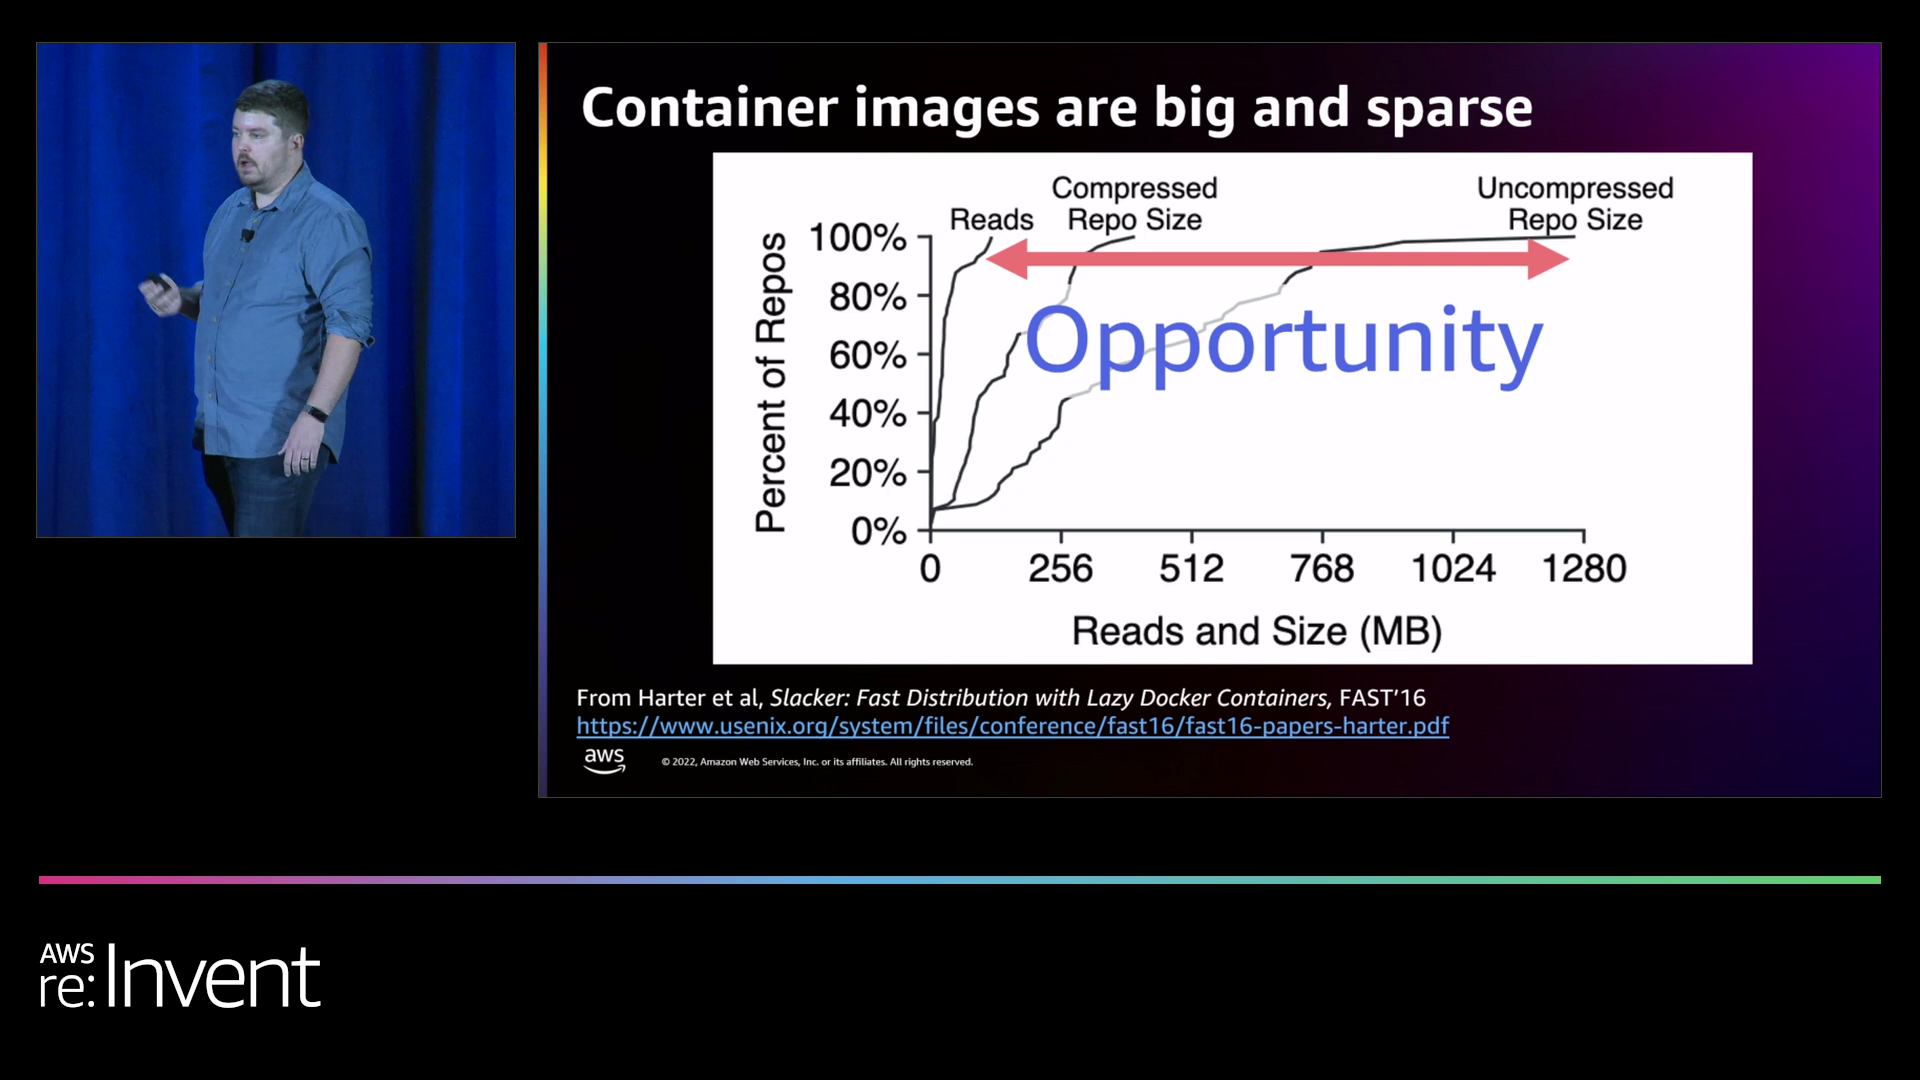 Container images are big and sparse
Compressed
Repo Size
Uncompressed
Repo Size
Reads
100%
80%
60%
40%
20%
0%
Percent of Repos
Opportunity
0 256 512 768 1024 1280
Reads and Size (MB)
From Harter et al, Slacker: Fast Distribution with Lazy Docker Containers, FAST'16
https://www.usenix.org/system/files/conference/fast16/fast16-papers-harter.pdf
aws
© 2022, Amazon Web Services, Inc. or its affiliates. All rights reserved.
AWS
re:Invent